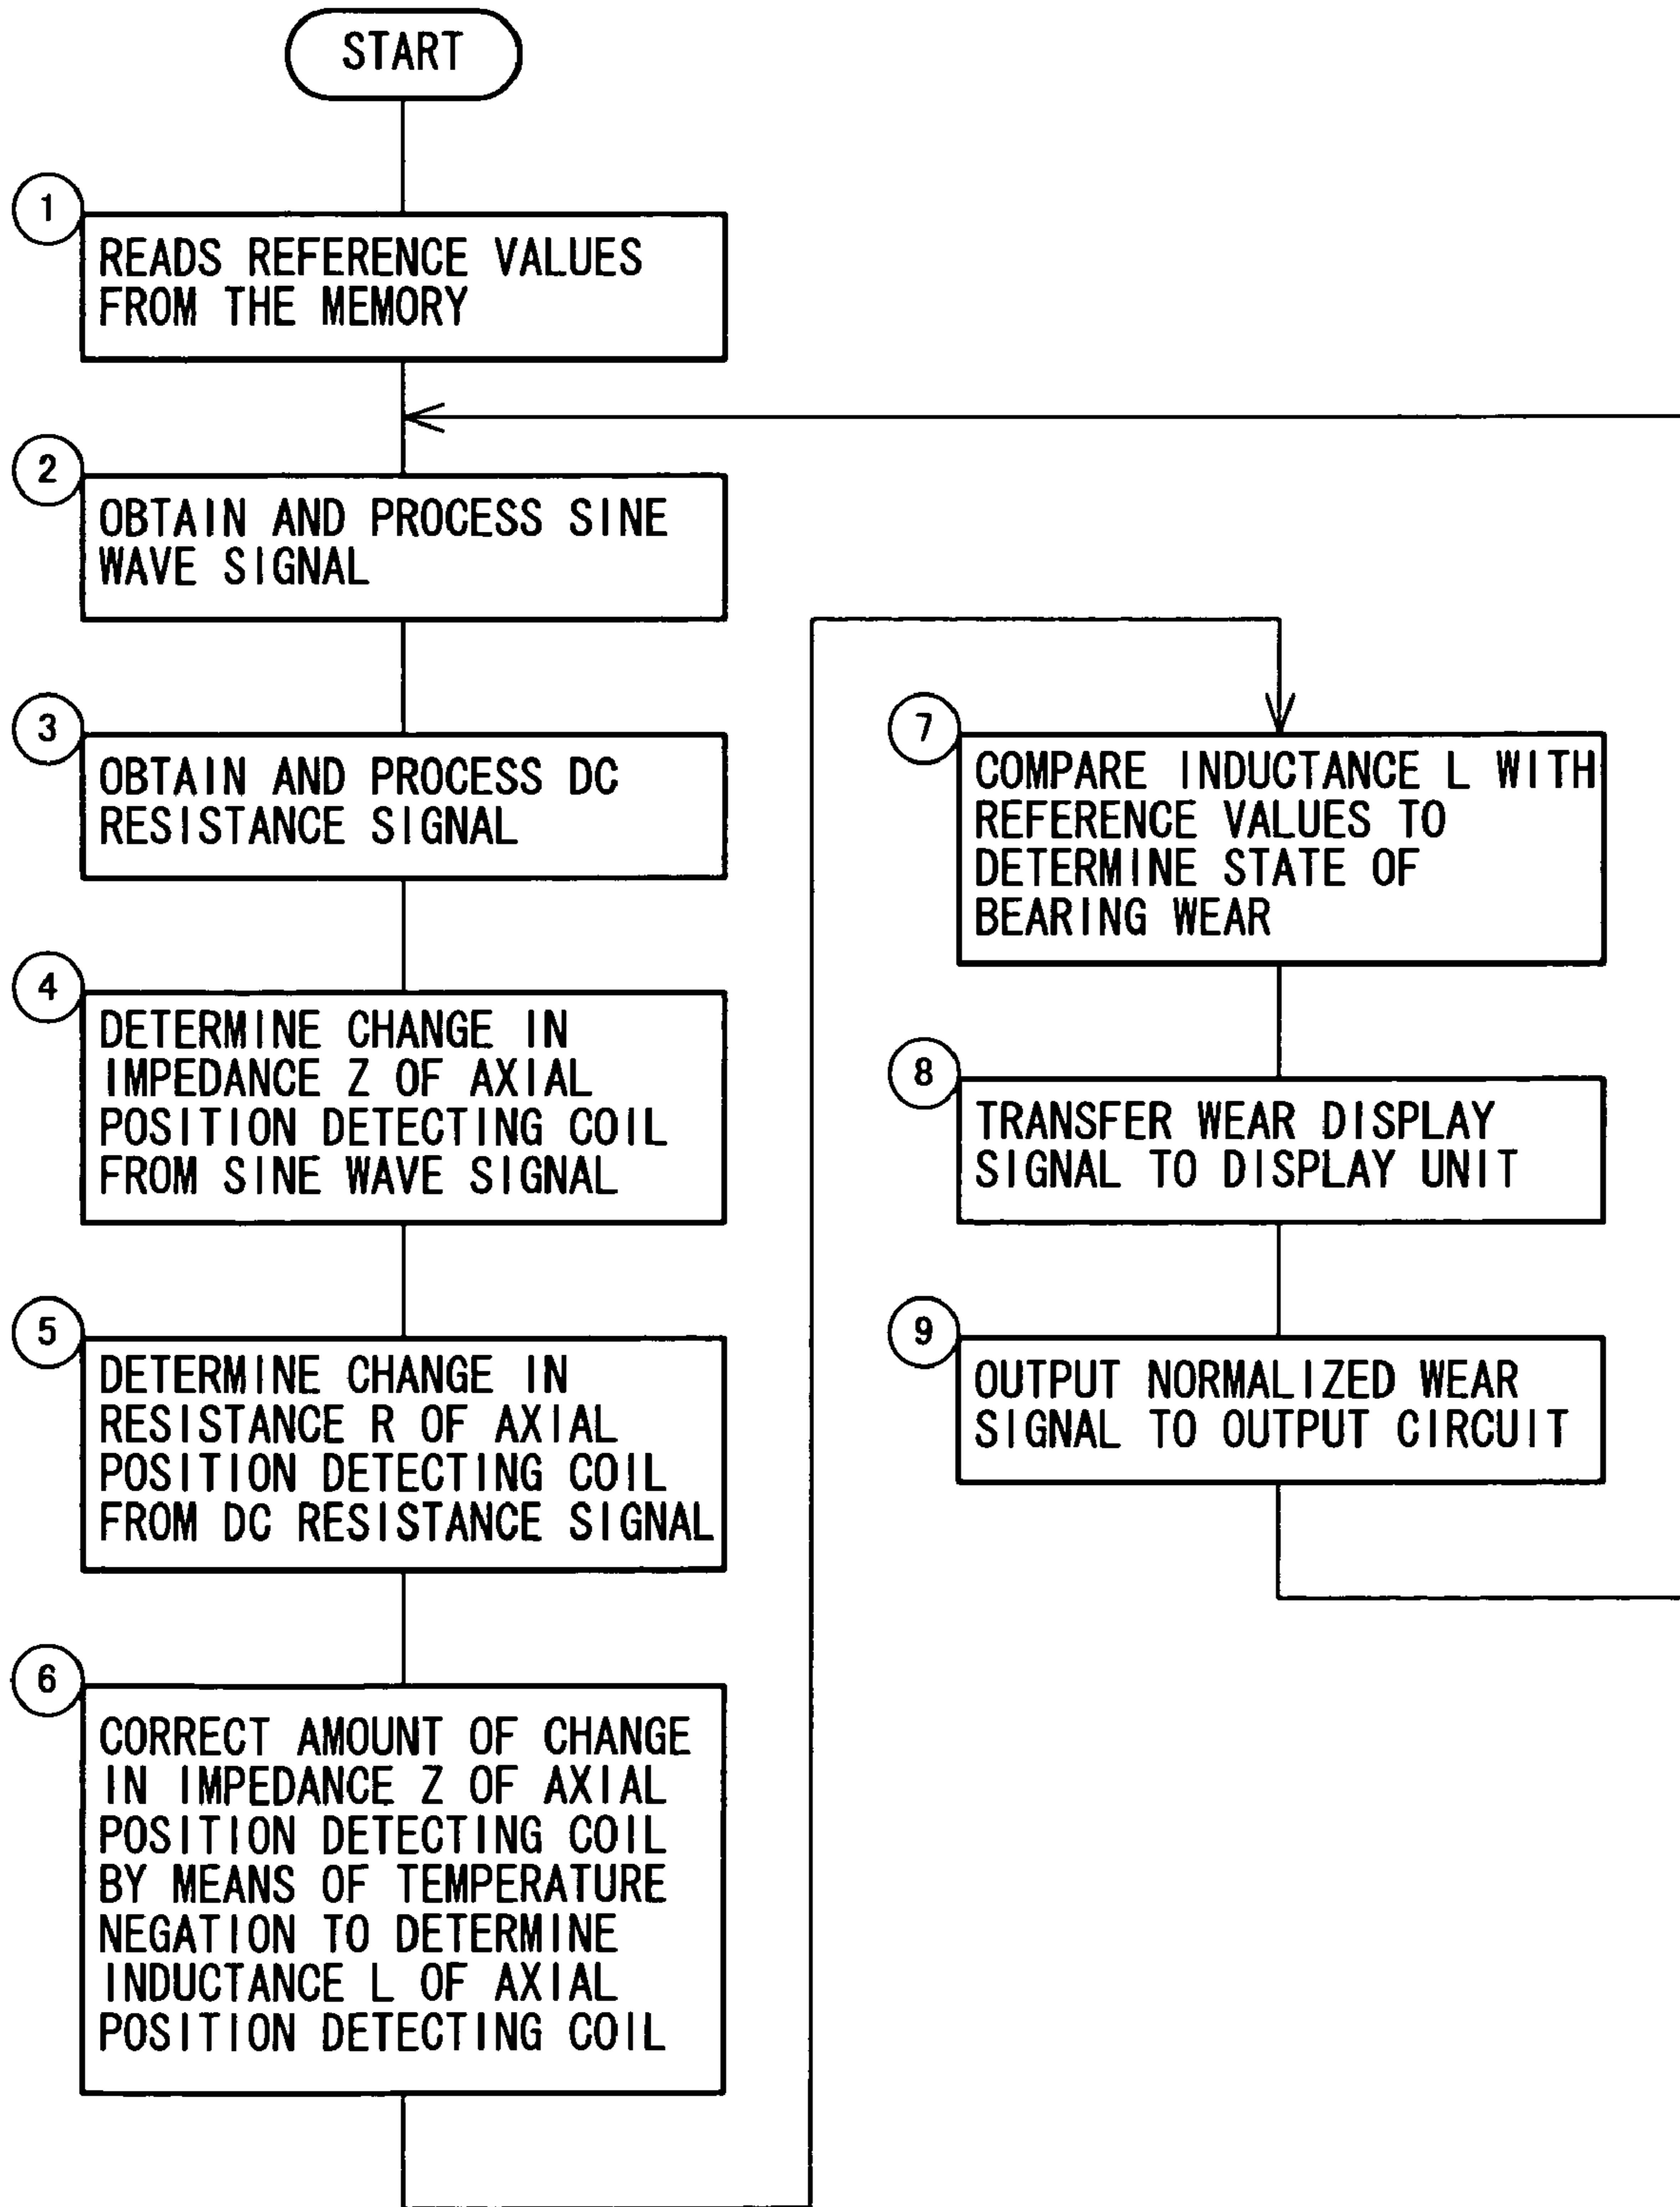 START
1
READS REFERENCE VALUES
FROM THE MEMORY
2
OBTAIN AND PROCESS SINE
WAVE SIGNAL
3
OBTAIN AND PROCESS DC
RESISTANCE SIGNAL
4
DETERMINE CHANGE IN
IMPEDANCE Z OF AXIAL
POSITION DETECTING COIL
FROM SINE WAVE SIGNAL
5
DETERMINE CHANGE IN
RESISTANCE R OF AXIAL
POSITION DETECTING COIL
FROM DC RESISTANCE SIGNAL
6
CORRECT AMOUNT OF CHANGE
IN IMPEDANCE Z OF AXIAL
POSITION DETECTING COIL
BY MEANS OF TEMPERATURE
NEGATION TO DETERMINE
INDUCTANCE L OF AXIAL
POSITION DETECTING COIL
7
COMPARE INDUCTANCE L WITH
REFERENCE VALUES TO
DETERMINE STATE OF
BEARING WEAR
8
TRANSFER WEAR DISPLAY
SIGNAL TO DISPLAY UNIT
9
OUTPUT NORMALIZED WEAR
SIGNAL TO OUTPUT CIRCUIT